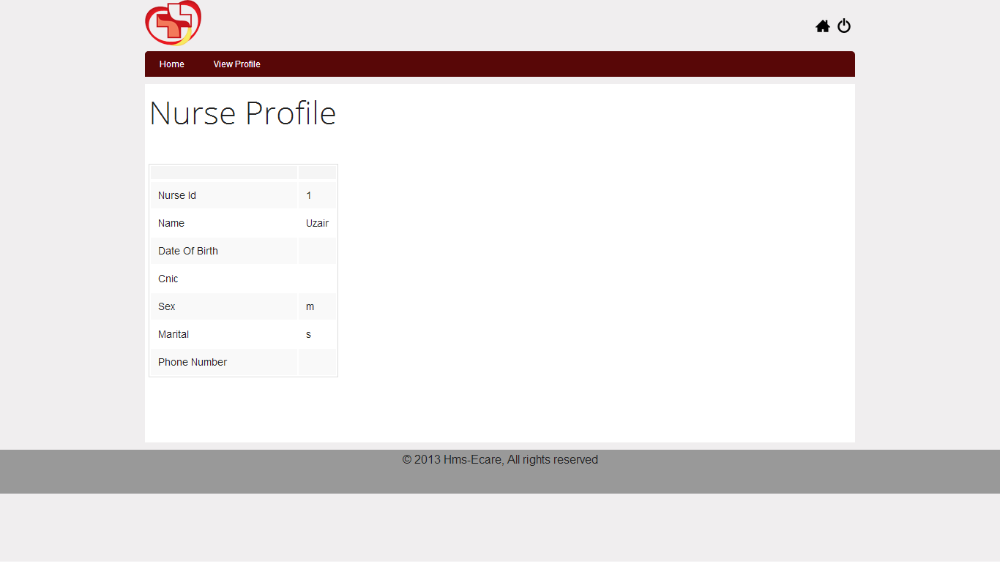 Home View Profile
Nurse Profile
Nurse Id 1
Name Uzair
Date Of Birth
Cnic
Sex m
Marital s
Phone Number
© 2013 Hms-Ecare, All rights reserved